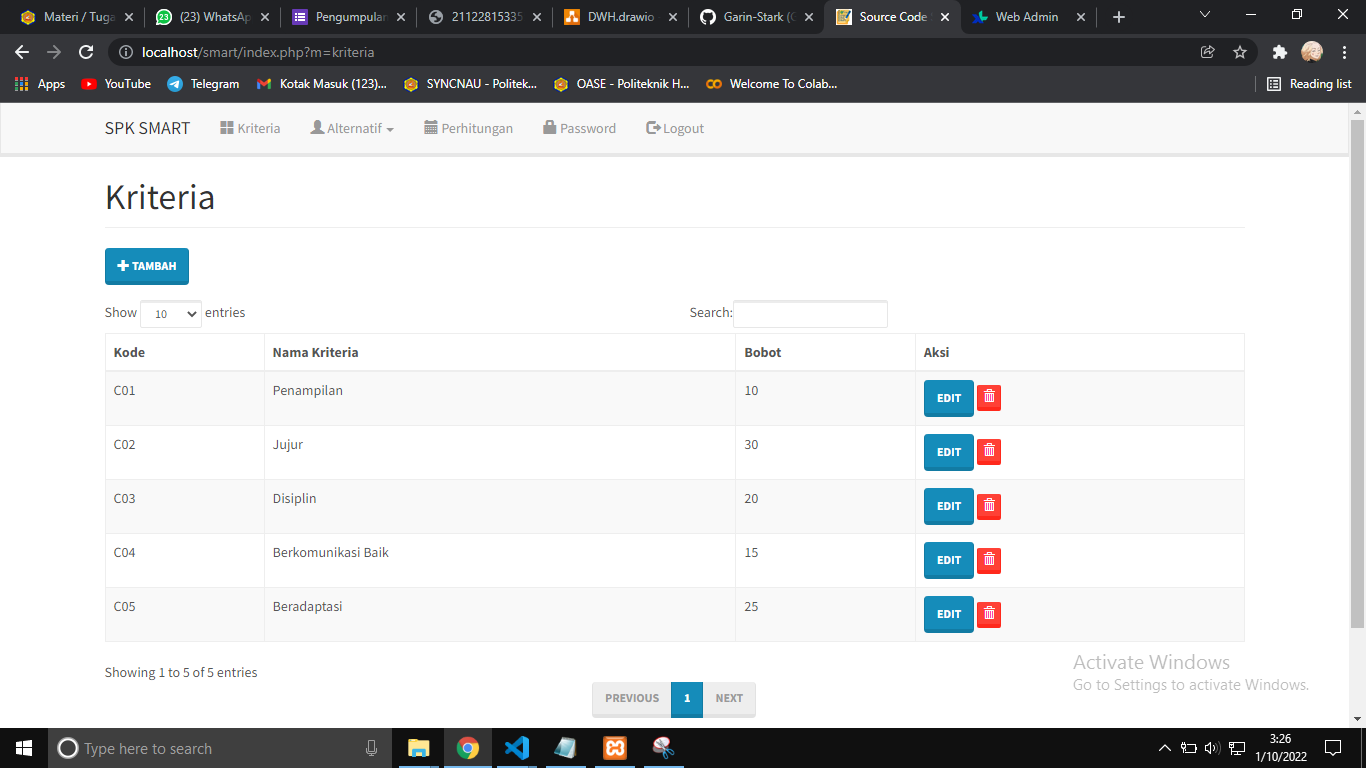 Materi / Tuga
(23) WhatsAp
Pengumpulan
21122815335
DWH.drawio
Garin-Stark (G
Source Code
Web Admin
localhost/smart/index.php?m=kriteria
Apps
YouTube
Telegram
Kotak Masuk (123)...
SYNCNAU - Politek...
OASE - Politeknik H...
Welcome To Colab...
Reading list
SPK SMART
Kriteria
Alternatif
Perhitungan
Password
Logout
Kriteria
TAMBAH
Show 10 entries
Search:
Kode Nama Kriteria Bobot Aksi
C01 Penampilan 10 EDIT
C02 Jujur 30 EDIT
C03 Disiplin 20 EDIT
C04 Berkomunikasi Baik 15 EDIT
C05 Beradaptasi 25 EDIT
Showing 1 to 5 of 5 entries
PREVIOUS 1 NEXT
Activate Windows
Go to Settings to activate Windows.
Type here to search
3:26
1/10/2022